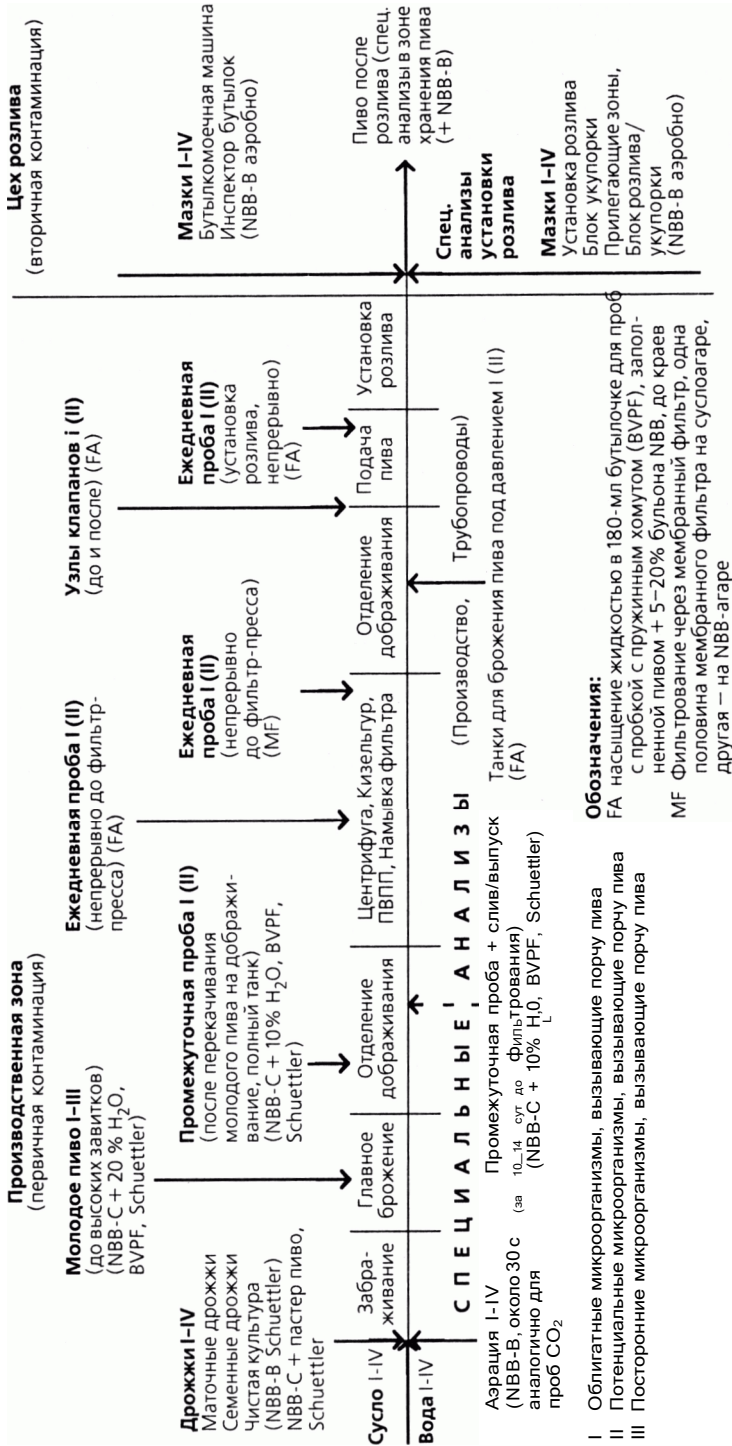 Производственная зона
(первичная контаминация)
Цех розлива
(вторичная контаминация)
Молодое пиво I–III
(до высоких завитков)
(NBB-C + 20 % H₂O,
BVPF, Schuettler)
Ежедневная проба I (II)
(непрерывно до фильтр-
пресса) (FA)
Узлы клапанов i (II)
(до и после) (FA)
Дрожжи I–IV
Маточные дрожжи
Семенные дрожжи
Чистая культура
(NBB-B Schuettler)
NBB-C + пастер пиво,
Schuettler
Промежуточная проба I (II)
(после перекачивания
молодого пива на дображи-
вание, полный танк)
(NBB-C + 10% H₂O, BVPF,
Schuettler)
Ежедневная
проба I (II)
(непрерывно
до фильтр-пресса)
(MF)
Ежедневная
проба I (II)
(установка
розлива,
непрерывно)
(FA)
Мазки I–IV
Бутылкомоечная машина
Инспектор бутылок
(NBB-B аэробно)
Сусло I-IV
Забра-
живание
Главное
брожение
Отделение
дображивания
Центрифуга, Кизельгур,
ПВПП, Намывка фильтра
Отделение
дображивания
Подача
пива
Установка
розлива
Пиво после
розлива (спец.
анализы в зоне
хранения пива
(+ NBB-B)
Вода I-IV
СПЕЦИАЛЬНЫЕ АНАЛИЗЫ
(Производство,
Трубопроводы)
Спец.
анализы
установки
розлива
Аэрация I-IV
(NBB-B, около 30 с
аналогично для
проб CO₂
Промежуточная проба + слив/выпуск
(за 10_14 сут до фильтрования)
(NBB-C + 10% H,0, BVPF, Schuettler)
L
Танки для брожения пива под давлением I (II)
(FA)
Мазки I–IV
Установка розлива
Блок укупорки
Прилегающие зоны,
Блок розлива/
укупорки
(NBB-B аэробно)
I Облигатные микроорганизмы, вызывающие порчу пива
II Потенциальные микроорганизмы, вызывающие порчу пива
III Посторонние микроорганизмы, вызывающие порчу пива
Обозначения:
FA насыщение жидкостью в 180-мл бутылочке для проб
с пробкой с пружинным хомутом (BVPF), запол-
ненной пивом + 5–20% бульона NBB, до краев
MF Фильтрование через мембранный фильтр, одна
половина мембранного фильтра на суслоагаре,
другая — на NBB-агаре